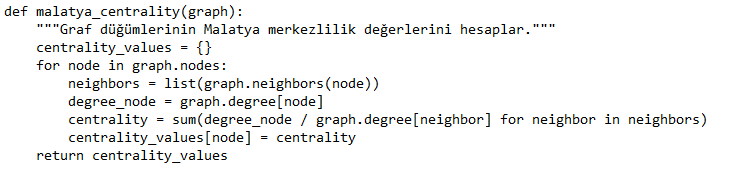 def malatya_centrality(graph):
    """Graf düğümlerinin Malatya merkezlilik değerlerini hesaplar."""
    centrality_values = {}
    for node in graph.nodes:
        neighbors = list(graph.neighbors(node))
        degree_node = graph.degree[node]
        centrality = sum(degree_node / graph.degree[neighbor] for neighbor in neighbors)
        centrality_values[node] = centrality
    return centrality_values